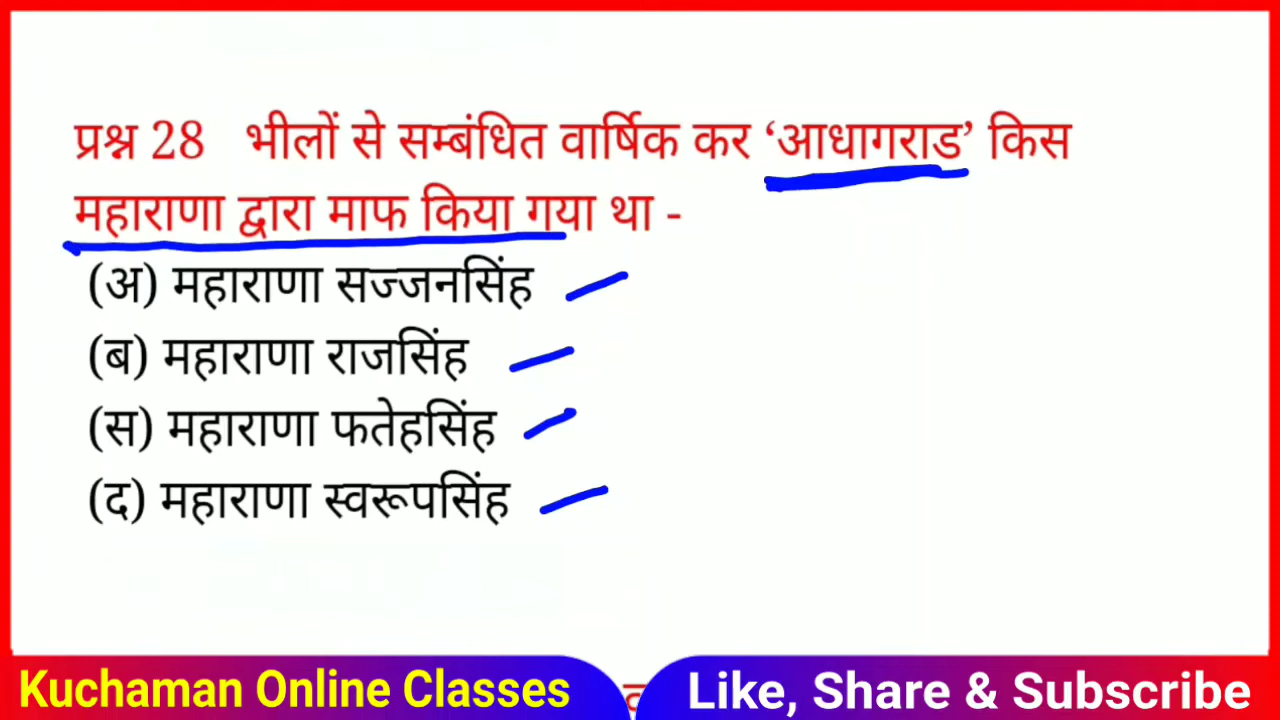 प्रश्न 28 भीलों से सम्बंधित वार्षिक कर ‘आधागराड’ किस
महाराणा द्वारा माफ किया गया था -
(अ) महाराणा सज्जनसिंह
(ब) महाराणा राजसिंह
(स) महाराणा फतेहसिंह
(द) महाराणा स्वरूपसिंह
Kuchaman Online Classes
Like, Share & Subscribe